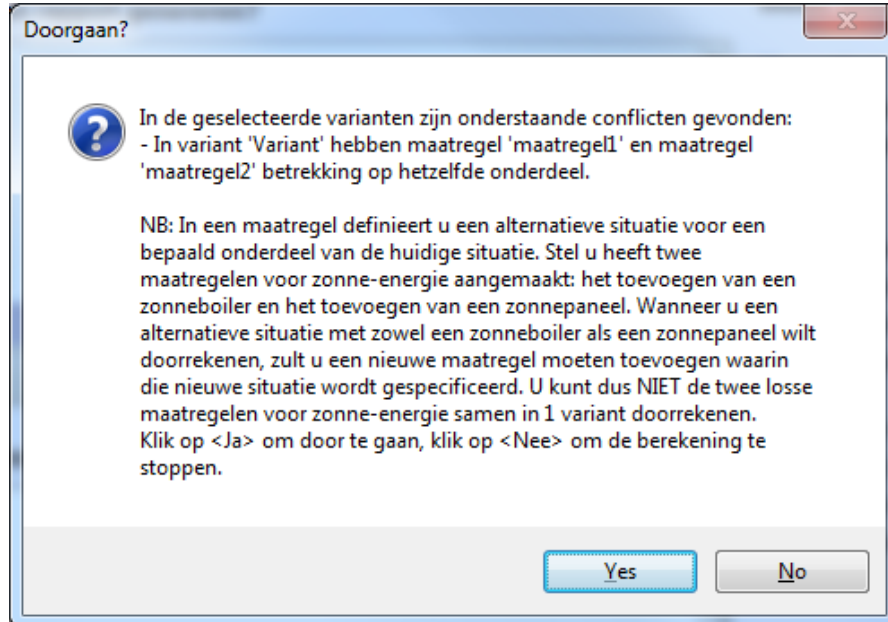 Doorgaan?
In de geselecteerde varianten zijn onderstaande conflicten gevonden:
- In variant 'Variant' hebben maatregel 'maatregel1' en maatregel
'maatregel2' betrekking op hetzelfde onderdeel.
NB: In een maatregel definieert u een alternatieve situatie voor een
bepaald onderdeel van de huidige situatie. Stel u heeft twee
maatregelen voor zonne-energie aangemaakt: het toevoegen van een
zonneboiler en het toevoegen van een zonnepaneel. Wanneer u een
alternatieve situatie met zowel een zonneboiler als een zonnepaneel wilt
doorrekenen, zult u een nieuwe maatregel moeten toevoegen waarin
die nieuwe situatie wordt gespecificeerd. U kunt dus NIET de twee losse
maatregelen voor zonne-energie samen in 1 variant doorrekenen.
Klik op <Ja> om door te gaan, klik op <Nee> om de berekening te
stoppen.
Yes
No